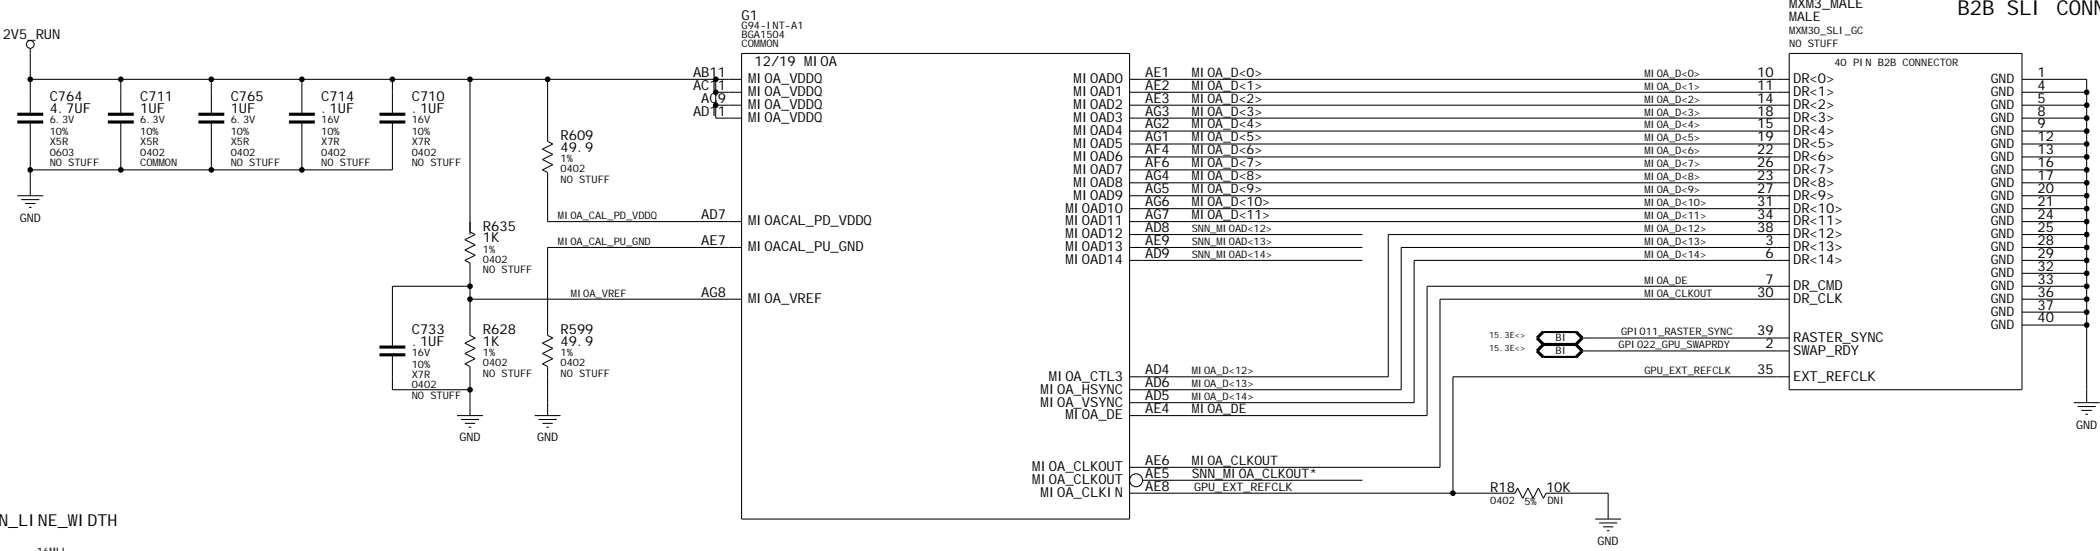 2V5_RUN
C764
4.7UF
6.3V
10%
X5R
0603
NO STUFF
C711
1UF
6.3V
10%
X5R
0402
COMMON
C765
1UF
6.3V
10%
X5R
0402
NO STUFF
C714
.1UF
16V
10%
X7R
0402
NO STUFF
C710
.1UF
16V
10%
X7R
0402
NO STUFF
GND
R609
49.9
1%
0402
NO STUFF
R635
1K
1%
0402
NO STUFF
C733
.1UF
16V
10%
X7R
0402
NO STUFF
R628
1K
1%
0402
NO STUFF
R599
49.9
1%
0402
NO STUFF
GND
GND
MIOA_CAL_PD_VDDQ
MIOA_CAL_PU_GND
MIOA_VREF
G1
G94-INT-A1
BGA1504
COMMON
12/19 MIOA
AB11 MIOA_VDDQ
AC11 MIOA_VDDQ
AC9 MIOA_VDDQ
AD11 MIOA_VDDQ
AD7 MIOACAL_PD_VDDQ
AE7 MIOACAL_PU_GND
AG8 MIOA_VREF
MIOAD0 AE1 MIOA_D<0>
MIOAD1 AE2 MIOA_D<1>
MIOAD2 AE3 MIOA_D<2>
MIOAD3 AG3 MIOA_D<3>
MIOAD4 AG2 MIOA_D<4>
MIOAD5 AG1 MIOA_D<5>
MIOAD6 AF4 MIOA_D<6>
MIOAD7 AF6 MIOA_D<7>
MIOAD8 AG4 MIOA_D<8>
MIOAD9 AG5 MIOA_D<9>
MIOAD10 AG6 MIOA_D<10>
MIOAD11 AG7 MIOA_D<11>
MIOAD12 AD8 SNN_MIOAD<12>
MIOAD13 AE9 SNN_MIOAD<13>
MIOAD14 AD9 SNN_MIOAD<14>
MIOA_CTL3 AD4 MIOA_D<12>
MIOA_HSYNC AD6 MIOA_D<13>
MIOA_VSYNC AD5 MIOA_D<14>
MIOA_DE AE4 MIOA_DE
MIOA_CLKOUT AE6 MIOA_CLKOUT
MIOA_CLKOUT AE5 SNN_MIOA_CLKOUT*
MIOA_CLKIN AE8 GPU_EXT_REFCLK
R18 10K
0402 5% DNI
GND
MXM3_MALE
MALE
MXM30_SLI_GC
NO STUFF
B2B SLI CONN
40 PIN B2B CONNECTOR
MIOA_D<0> 10 DR<0>
MIOA_D<1> 11 DR<1>
MIOA_D<2> 14 DR<2>
MIOA_D<3> 18 DR<3>
MIOA_D<4> 15 DR<4>
MIOA_D<5> 19 DR<5>
MIOA_D<6> 22 DR<6>
MIOA_D<7> 26 DR<7>
MIOA_D<8> 23 DR<8>
MIOA_D<9> 27 DR<9>
MIOA_D<10> 31 DR<10>
MIOA_D<11> 34 DR<11>
MIOA_D<12> 38 DR<12>
MIOA_D<13> 3 DR<13>
MIOA_D<14> 6 DR<14>
MIOA_DE 7 DR_CMD
MIOA_CLKOUT 30 DR_CLK
15.3E<> BI GPIO11_RASTER_SYNC 39 RASTER_SYNC
15.3E<> BI GPIO22_GPU_SWAPRDY 2 SWAP_RDY
GPU_EXT_REFCLK 35 EXT_REFCLK
GND 1
GND 4
GND 5
GND 8
GND 9
GND 12
GND 13
GND 16
GND 17
GND 20
GND 21
GND 24
GND 25
GND 28
GND 29
GND 32
GND 33
GND 36
GND 37
GND 40
GND
N_LINE_WIDTH